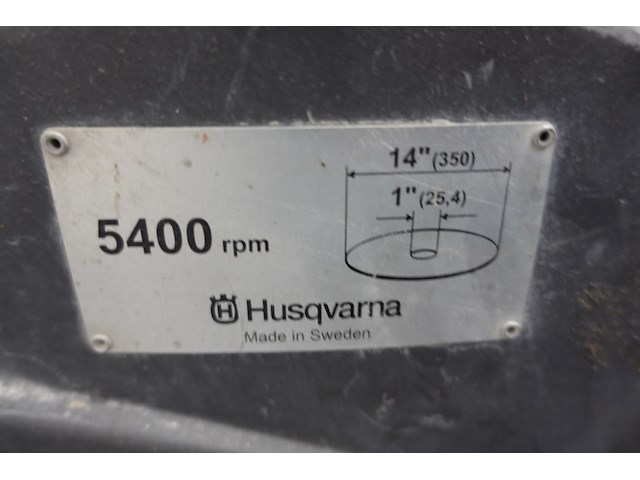 14"(350)
1"(25,4)
5400 rpm
Husqvarna
Made in Sweden